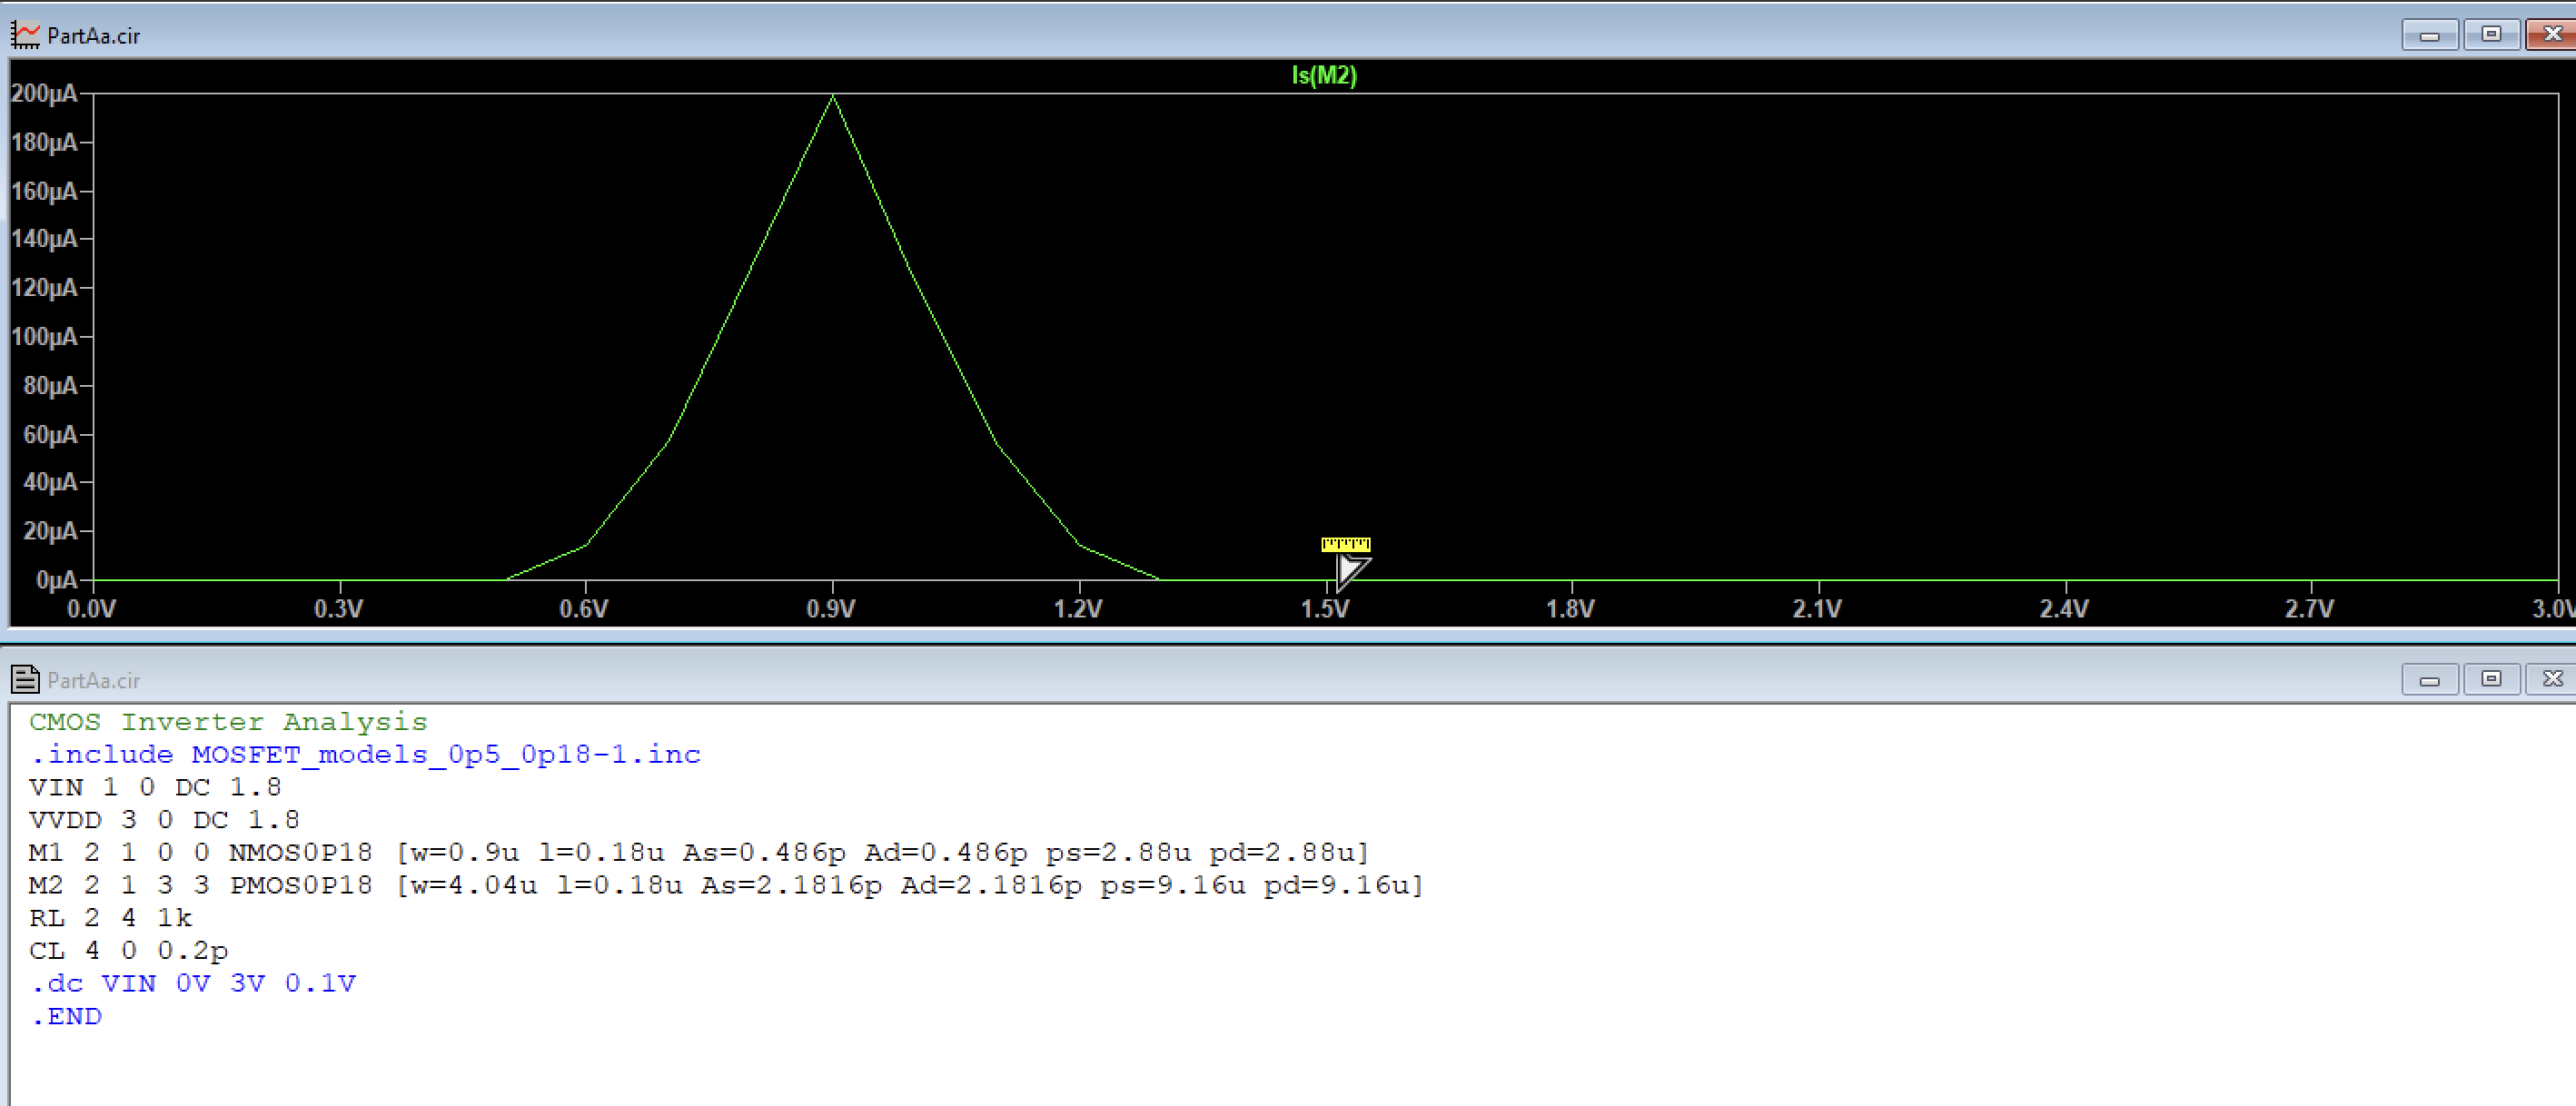 PartAa.cir
Is(M2)
200µA
180µA
160µA
140µA
120µA
100µA
80µA
60µA
40µA
20µA
0µA
0.0V 0.3V 0.6V 0.9V 1.2V 1.5V 1.8V 2.1V 2.4V 2.7V 3.0V
PartAa.cir
CMOS Inverter Analysis
.include MOSFET_models_0p5_0p18-1.inc
VIN 1 0 DC 1.8
VVDD 3 0 DC 1.8
M1 2 1 0 0 NMOS0P18 [w=0.9u l=0.18u As=0.486p Ad=0.486p ps=2.88u pd=2.88u]
M2 2 1 3 3 PMOS0P18 [w=4.04u l=0.18u As=2.1816p Ad=2.1816p ps=9.16u pd=9.16u]
RL 2 4 1k
CL 4 0 0.2p
.dc VIN 0V 3V 0.1V
.END